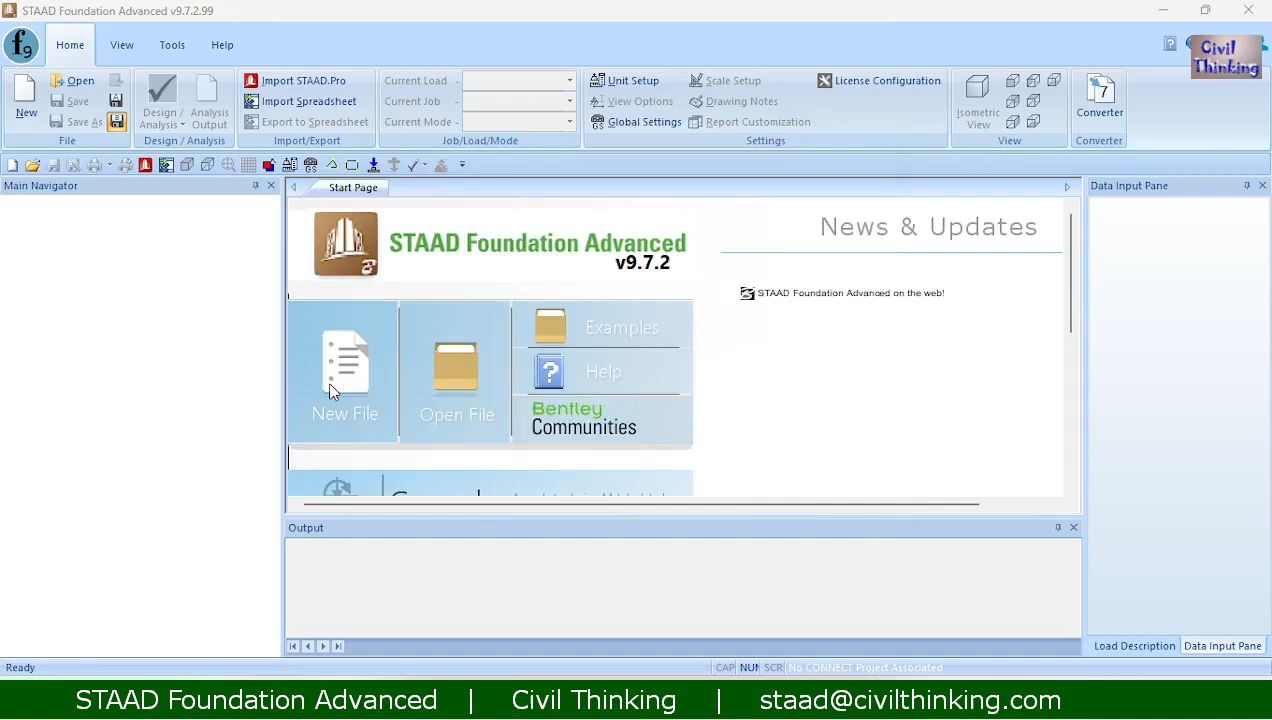 STAAD Foundation Advanced v9.7.2.99
Home View Tools Help
Civil
Thinking
New
Open
Save
Save As
File
Design / Analysis
Analysis Output
Design / Analysis
Import STAAD.Pro
Import Spreadsheet
Export to Spreadsheet
Import/Export
Current Load -
Current Job -
Current Mode -
Job/Load/Mode
Unit Setup
View Options
Global Settings
Scale Setup
Drawing Notes
Report Customization
License Configuration
Settings
Isometric View
View
Converter
Converter
Main Navigator
Start Page
Data Input Pane
STAAD Foundation Advanced
v9.7.2
News & Updates
STAAD Foundation Advanced on the web!
New File
Open File
Examples
Help
Bentley
Communities
Output
Load Description
Data Input Pane
Ready
CAP NUM SCR No CONNECT Project Associated
STAAD Foundation Advanced | Civil Thinking | staad@civilthinking.com